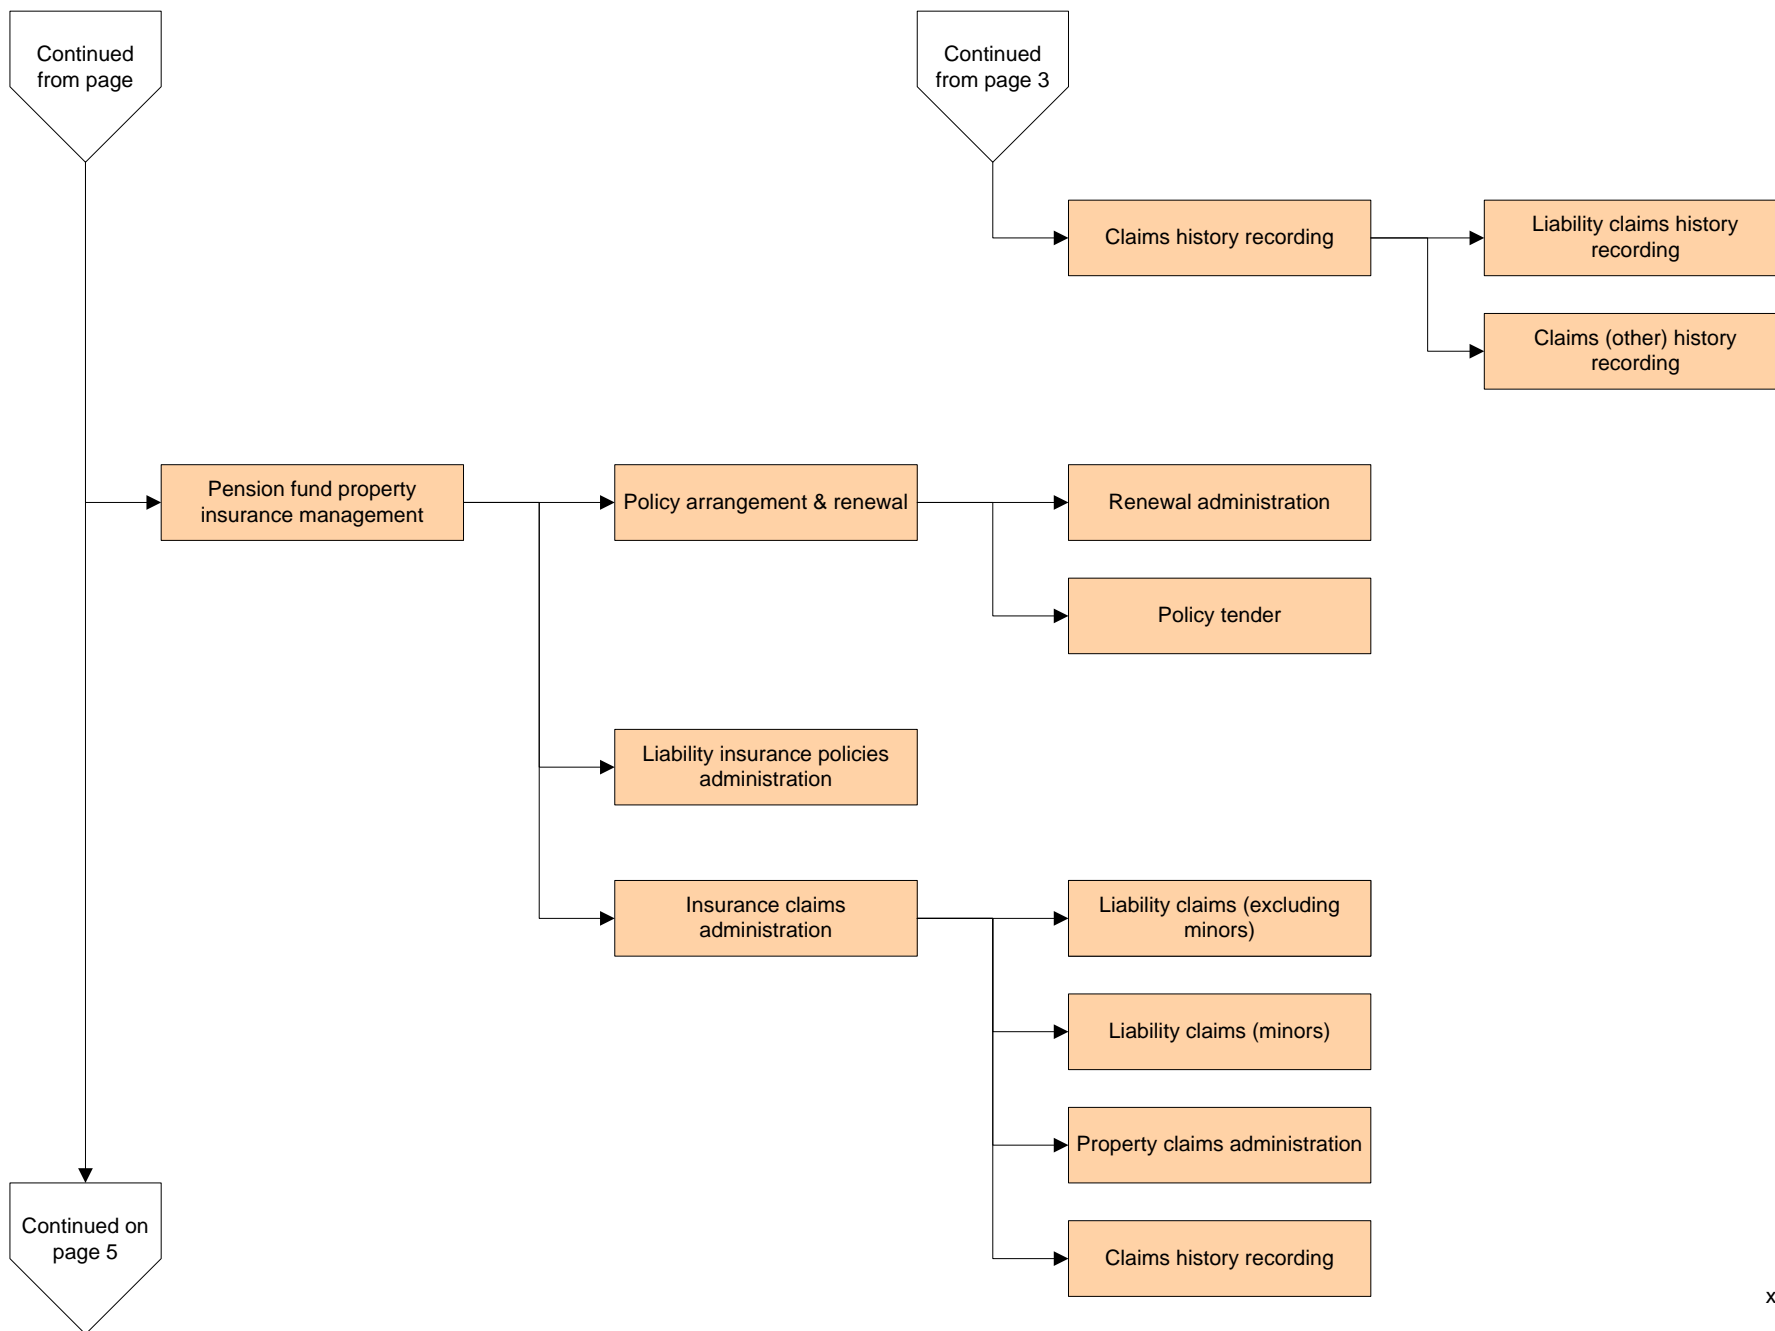 Continued
from page
Continued
from page 3
Claims history recording
Liability claims history
recording
Claims (other) history
recording
Pension fund property
insurance management
Policy arrangement & renewal
Renewal administration
Policy tender
Liability insurance policies
administration
Insurance claims
administration
Liability claims (excluding
minors)
Liability claims (minors)
Property claims administration
Continued on
page 5
Claims history recording
x